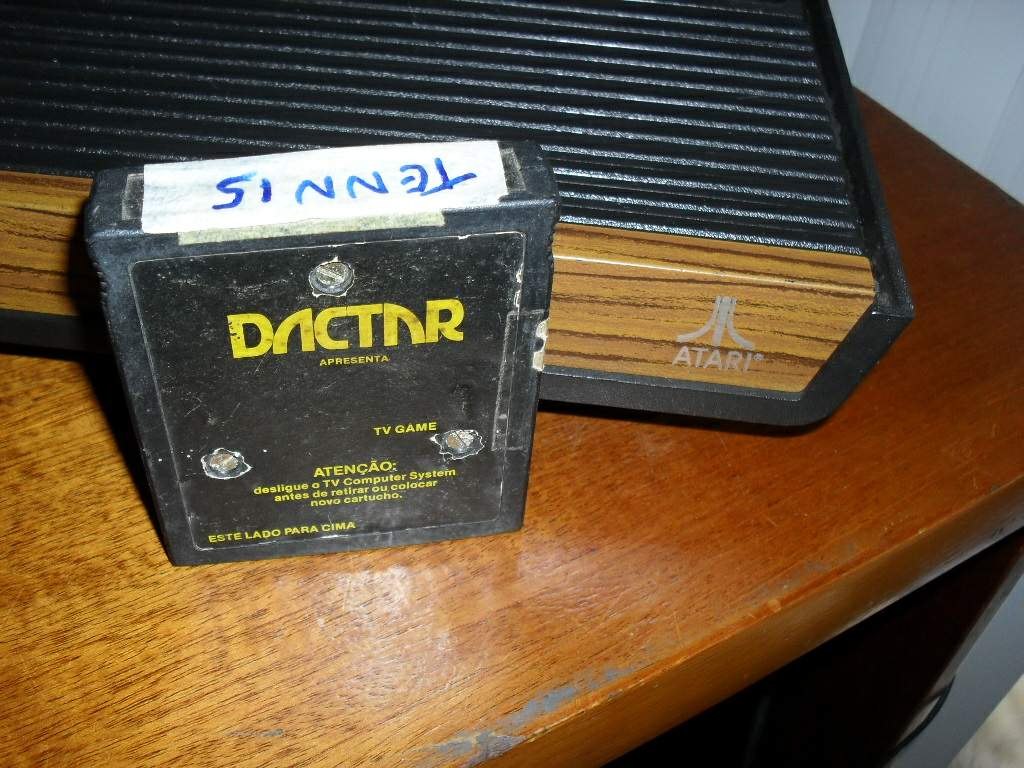 TENNIS
DACTAR
APRESENTA
TV GAME
ATENÇÃO:
desligue o TV Computer System
antes de retirar ou colocar
novo cartucho.
ESTE LADO PARA CIMA
ATARI®